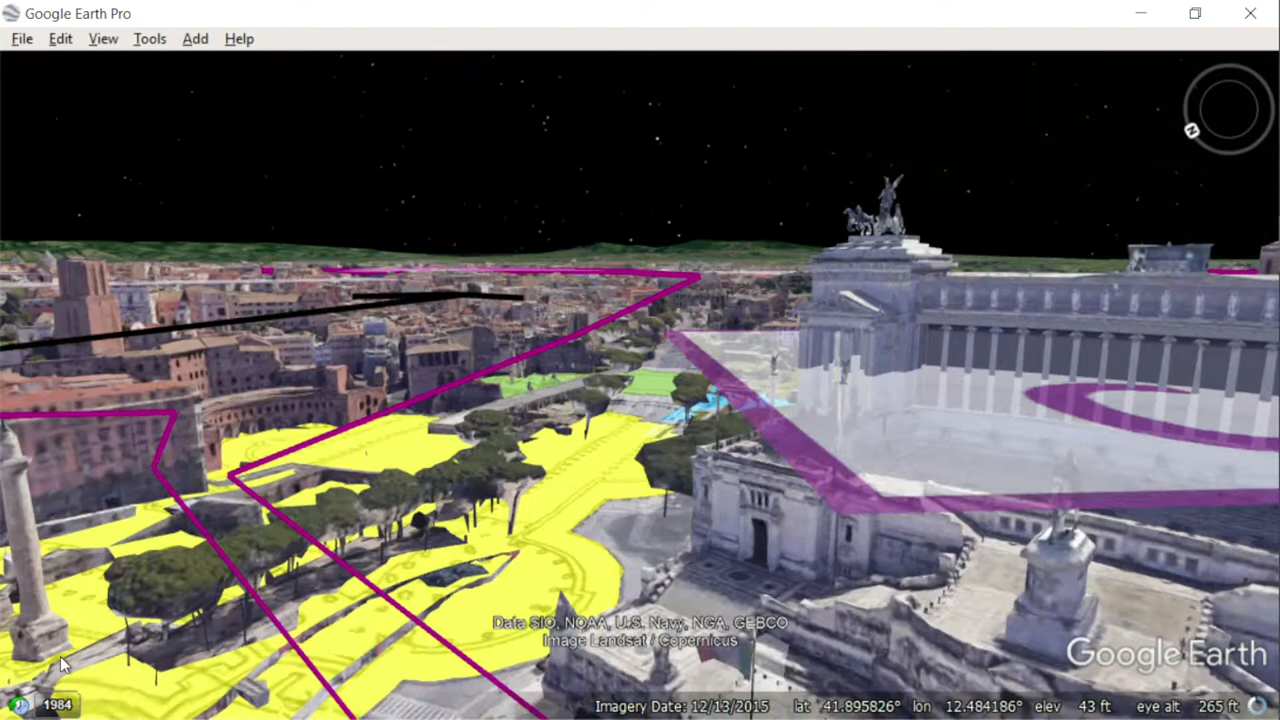 Google Earth Pro
File Edit View Tools Add Help
N
Data SIO, NOAA, U.S. Navy, NGA, GEBCO
Image Landsat / Copernicus
Google Earth
1984
Imagery Date: 12/13/2015 lat 41.895826° lon 12.484186° elev 43 ft eye alt 265 ft